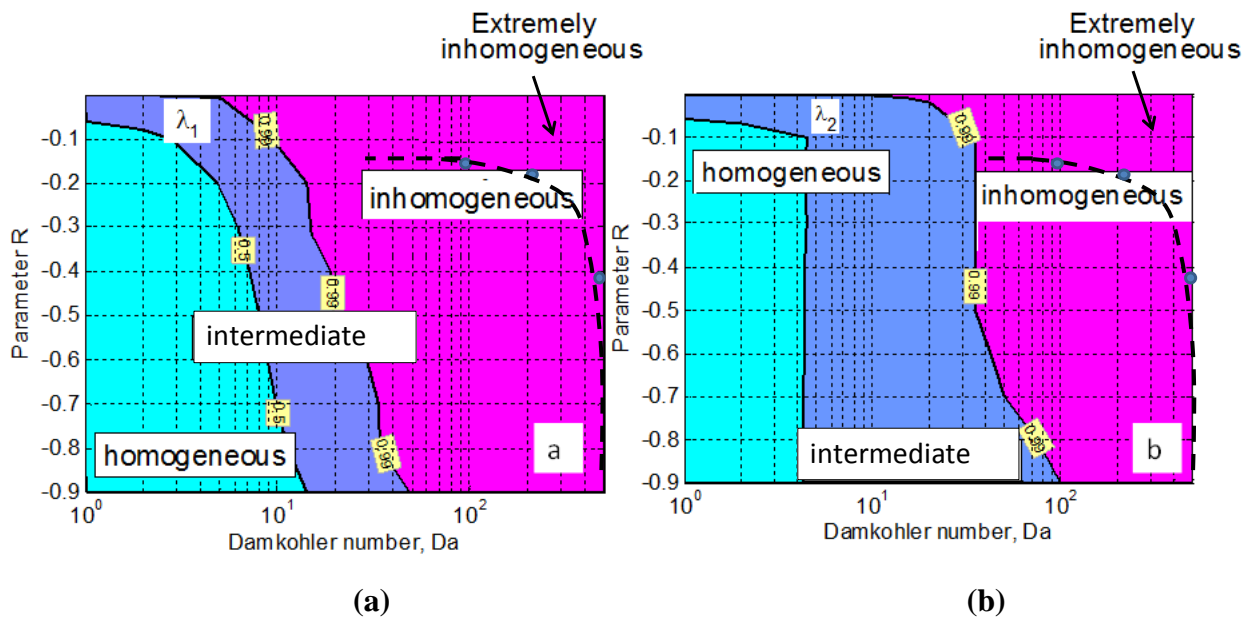 Extremely
inhomogeneous
λ1
-0.1
-0.2
-0.3
-0.4
-0.5
-0.6
-0.7
-0.8
-0.9
Parameter R
0.99
inhomogeneous
0.5
0.99
intermediate
0.5
0.99
homogeneous
a
10^0
10^1
10^2
Damkohler number, Da
(a)
Extremely
inhomogeneous
λ2
-0.1
-0.2
-0.3
-0.4
-0.5
-0.6
-0.7
-0.8
-0.9
Parameter R
0.99
homogeneous
inhomogeneous
0.99
0.99
intermediate
b
10^0
10^1
10^2
Damkohler number, Da
(b)